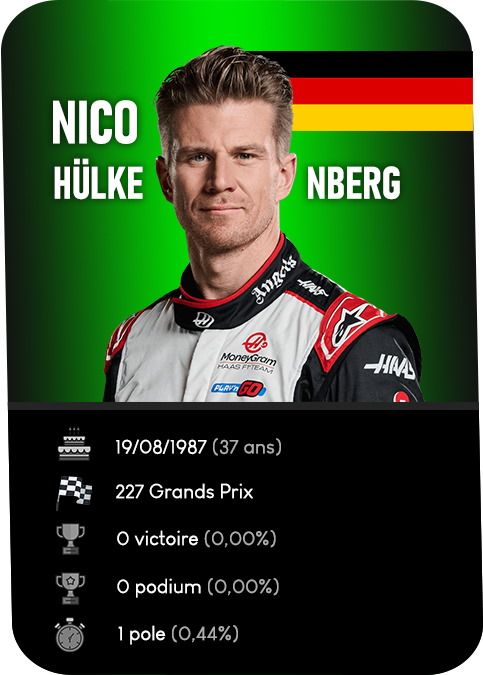 NICO
HÜLKE NBERG
Angel's
HAAS
MoneyGram
HAAS F1 TEAM
PLAY'N GO
HAAS
19/08/1987 (37 ans)
227 Grands Prix
0 victoire (0,00%)
0 podium (0,00%)
1 pole (0,44%)